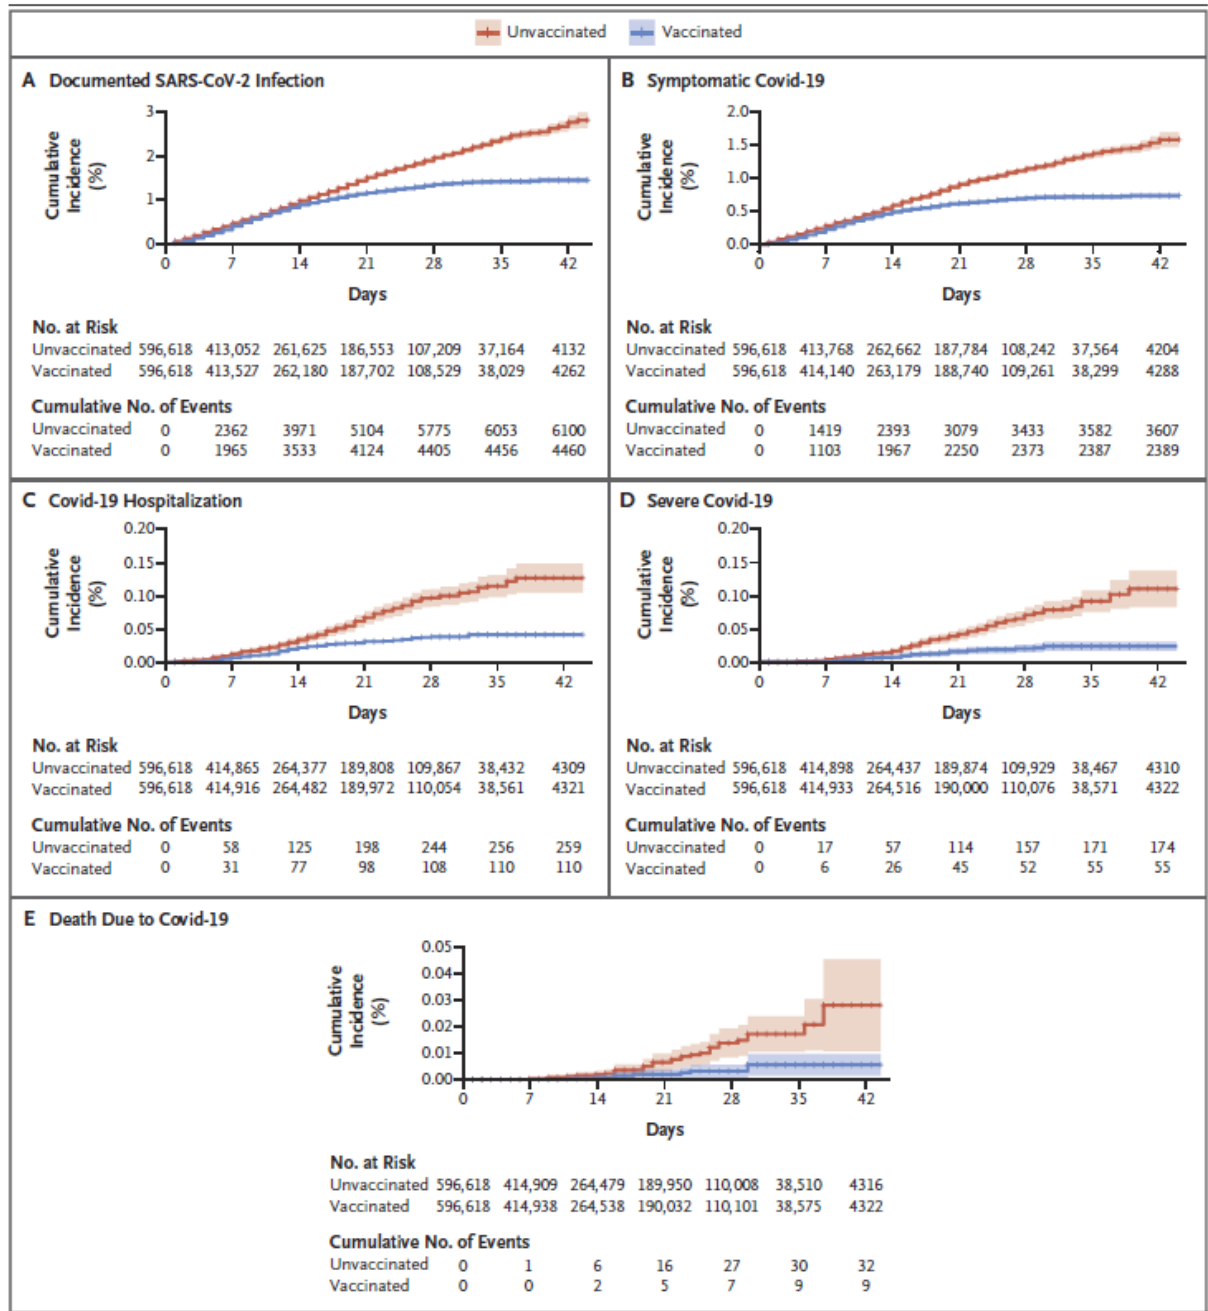 Unvaccinated Vaccinated
A Documented SARS-CoV-2 Infection
Cumulative
Incidence
(%)
3
2
1
0
0 7 14 21 28 35 42
Days
No. at Risk
Unvaccinated 596,618 413,052 261,625 186,553 107,209 37,164 4132
Vaccinated 596,618 413,527 262,180 187,702 108,529 38,029 4262
Cumulative No. of Events
Unvaccinated 0 2362 3971 5104 5775 6053 6100
Vaccinated 0 1965 3533 4124 4405 4456 4460
B Symptomatic Covid-19
Cumulative
Incidence
(%)
2.0
1.5
1.0
0.5
0.0
0 7 14 21 28 35 42
Days
No. at Risk
Unvaccinated 596,618 413,768 262,662 187,784 108,242 37,564 4204
Vaccinated 596,618 414,140 263,179 188,740 109,261 38,299 4288
Cumulative No. of Events
Unvaccinated 0 1419 2393 3079 3433 3582 3607
Vaccinated 0 1103 1967 2250 2373 2387 2389
C Covid-19 Hospitalization
Cumulative
Incidence
(%)
0.20
0.15
0.10
0.05
0.00
0 7 14 21 28 35 42
Days
No. at Risk
Unvaccinated 596,618 414,865 264,377 189,808 109,867 38,432 4309
Vaccinated 596,618 414,916 264,482 189,972 110,054 38,561 4321
Cumulative No. of Events
Unvaccinated 0 58 125 198 244 256 259
Vaccinated 0 31 77 98 108 110 110
D Severe Covid-19
Cumulative
Incidence
(%)
0.20
0.15
0.10
0.05
0.00
0 7 14 21 28 35 42
Days
No. at Risk
Unvaccinated 596,618 414,898 264,437 189,874 109,929 38,467 4310
Vaccinated 596,618 414,933 264,516 190,000 110,076 38,571 4322
Cumulative No. of Events
Unvaccinated 0 17 57 114 157 171 174
Vaccinated 0 6 26 45 52 55 55
E Death Due to Covid-19
Cumulative
Incidence
(%)
0.05
0.04
0.03
0.02
0.01
0.00
0 7 14 21 28 35 42
Days
No. at Risk
Unvaccinated 596,618 414,909 264,479 189,950 110,008 38,510 4316
Vaccinated 596,618 414,938 264,538 190,032 110,101 38,575 4322
Cumulative No. of Events
Unvaccinated 0 1 6 16 27 30 32
Vaccinated 0 0 2 5 7 9 9